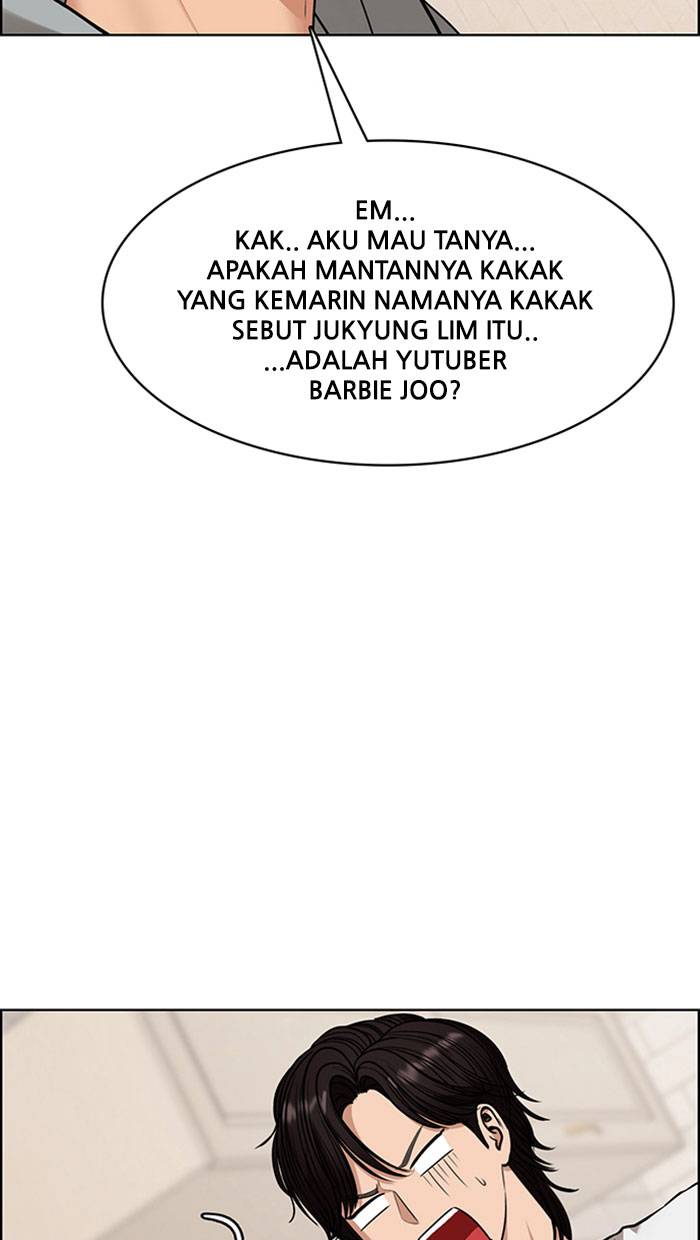 EM...
KAK.. AKU MAU TANYA...
APAKAH MANTANNYA KAKAK
YANG KEMARIN NAMANYA KAKAK
SEBUT JUKYUNG LIM ITU..
...ADALAH YUTUBER
BARBIE JOO?